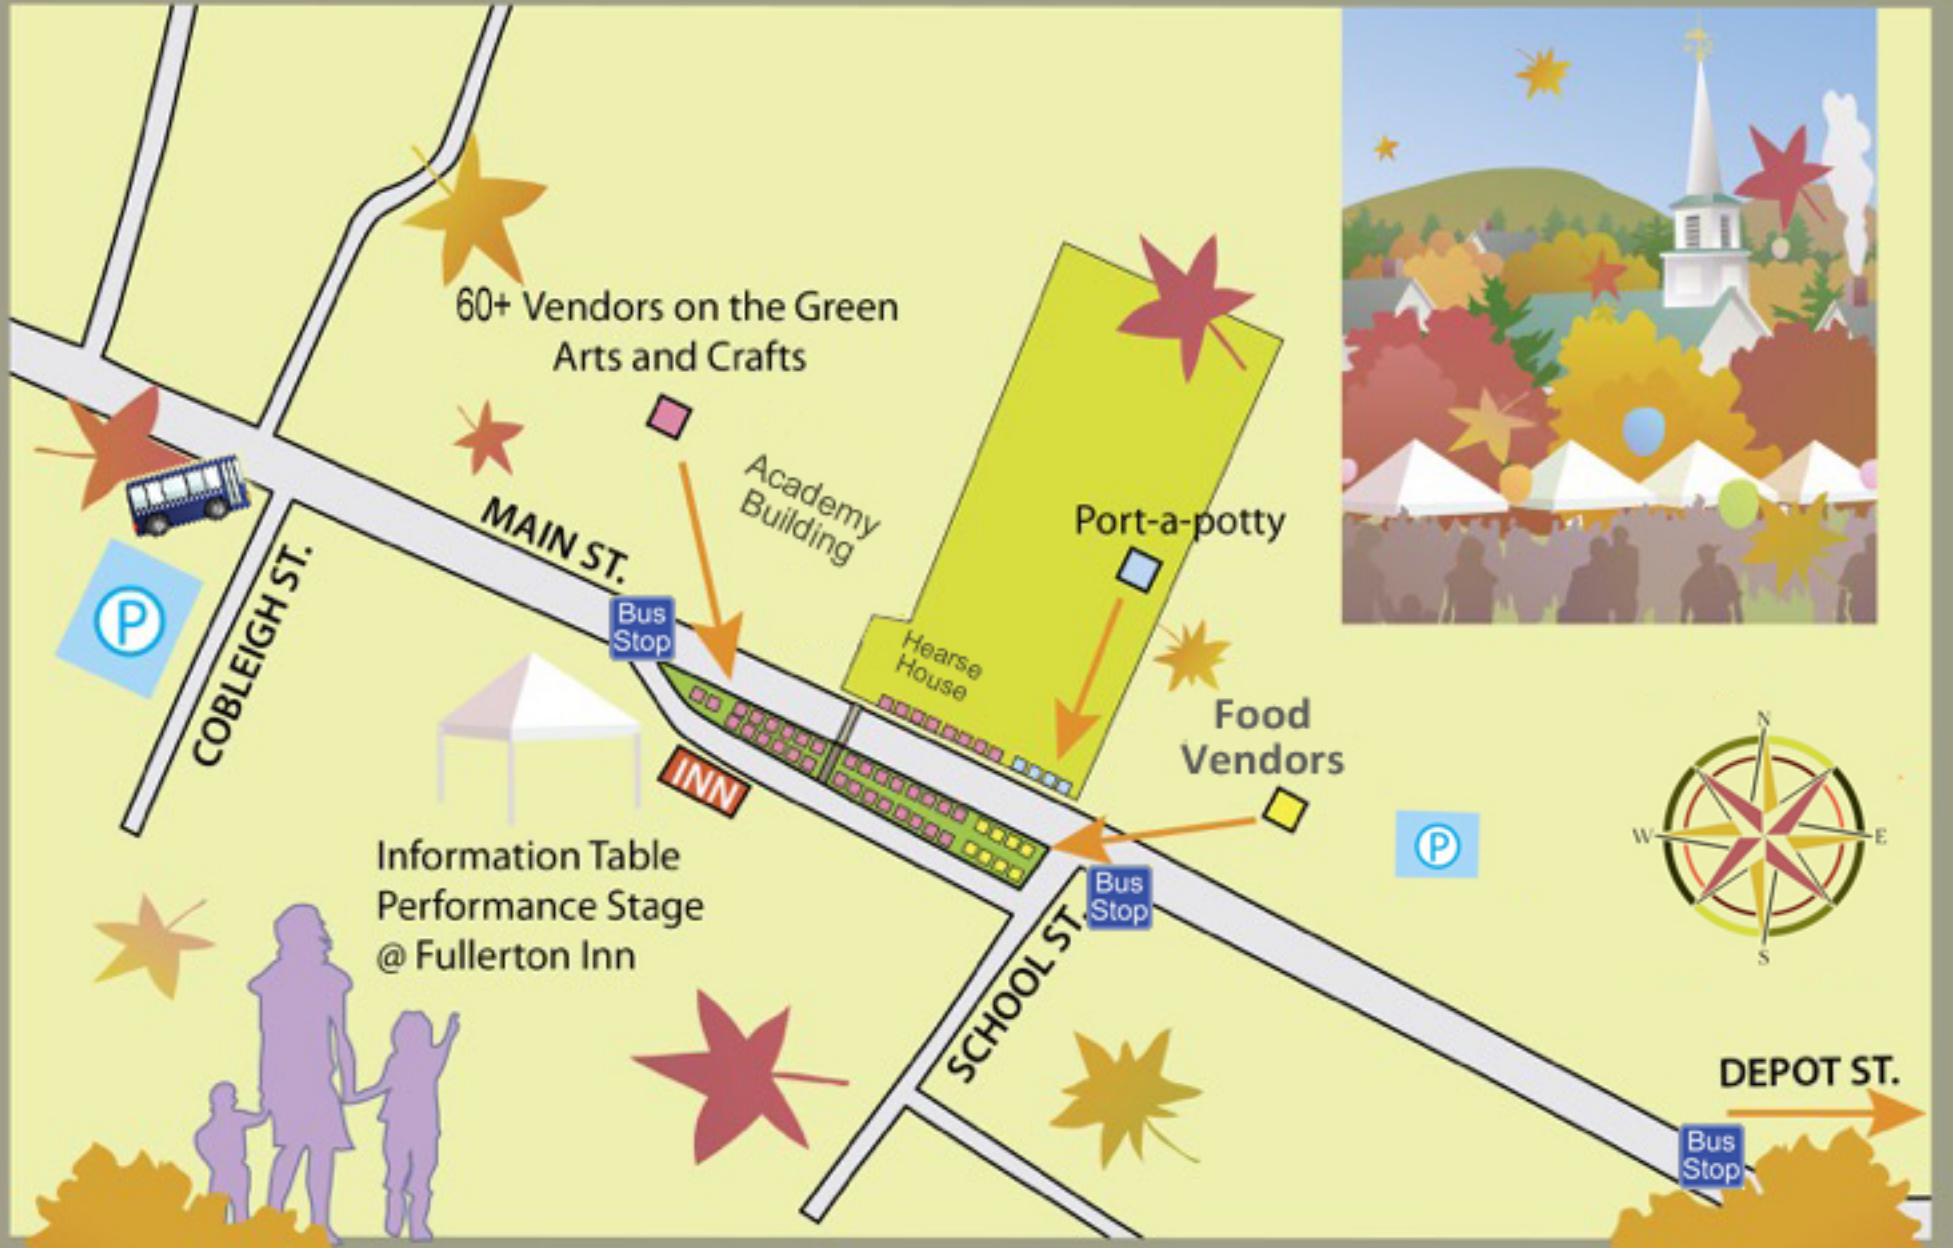 60+ Vendors on the Green
Arts and Crafts
Academy
Building
Port-a-potty
MAIN ST.
Bus
Stop
P
COBLEIGH ST.
Hearse
House
Food
Vendors
INN
N
W
E
S
P
Information Table
Performance Stage
@ Fullerton Inn
Bus
Stop
SCHOOL ST.
DEPOT ST.
Bus
Stop